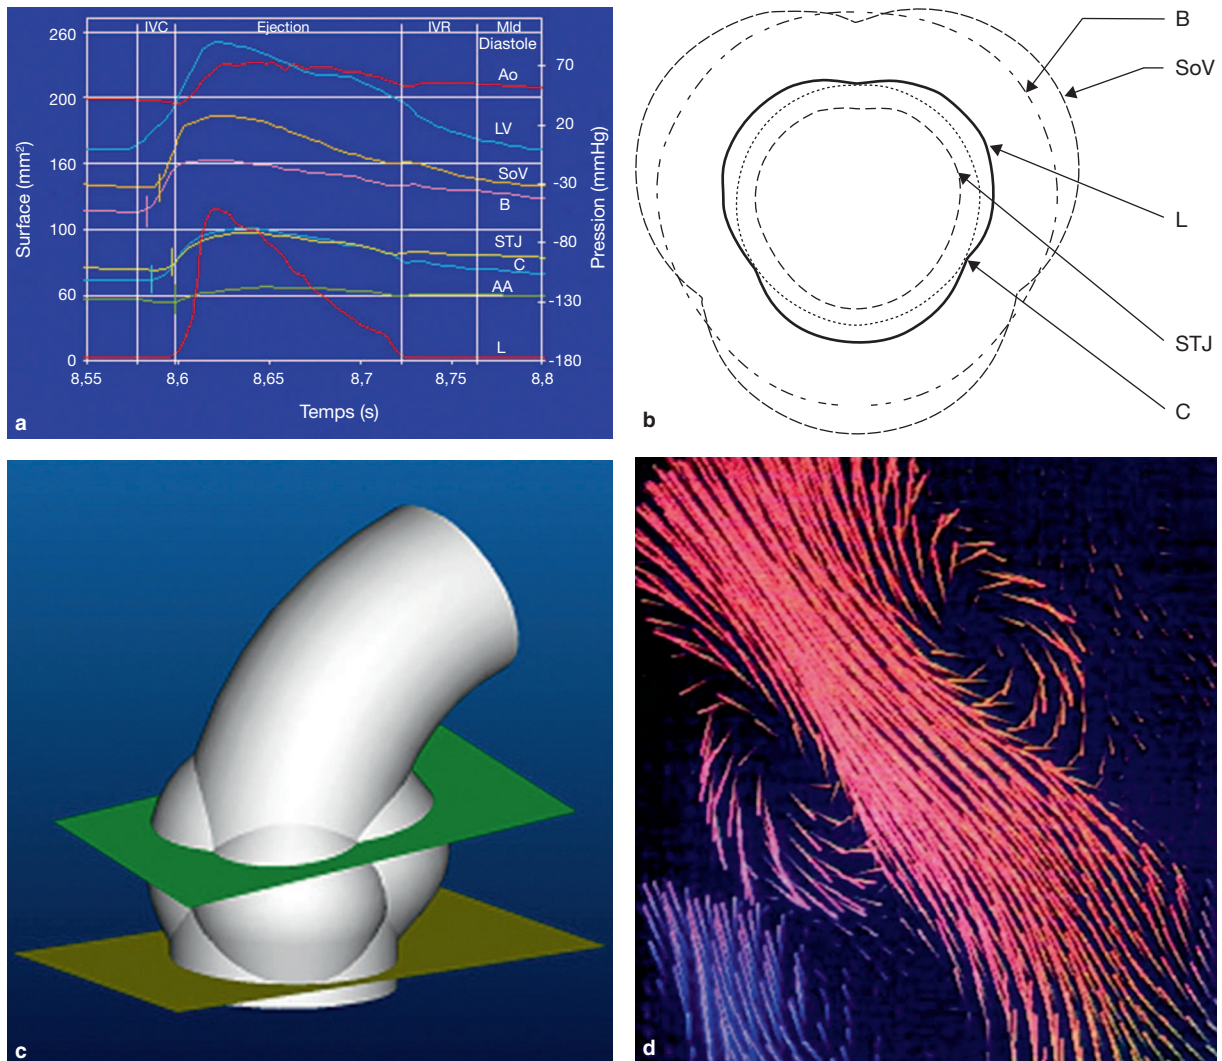 IVC Ejection IVR Mld
Diastole
260
200
160
100
60
0
Surface (mm²)
70
20
-30
-80
-130
-180
Pression (mmHg)
Ao
LV
SoV
B
STJ
C
AA
L
8,55 8,6 8,65 8,7 8,75 8,8
Temps (s)
a
B
SoV
L
STJ
C
b
c
d